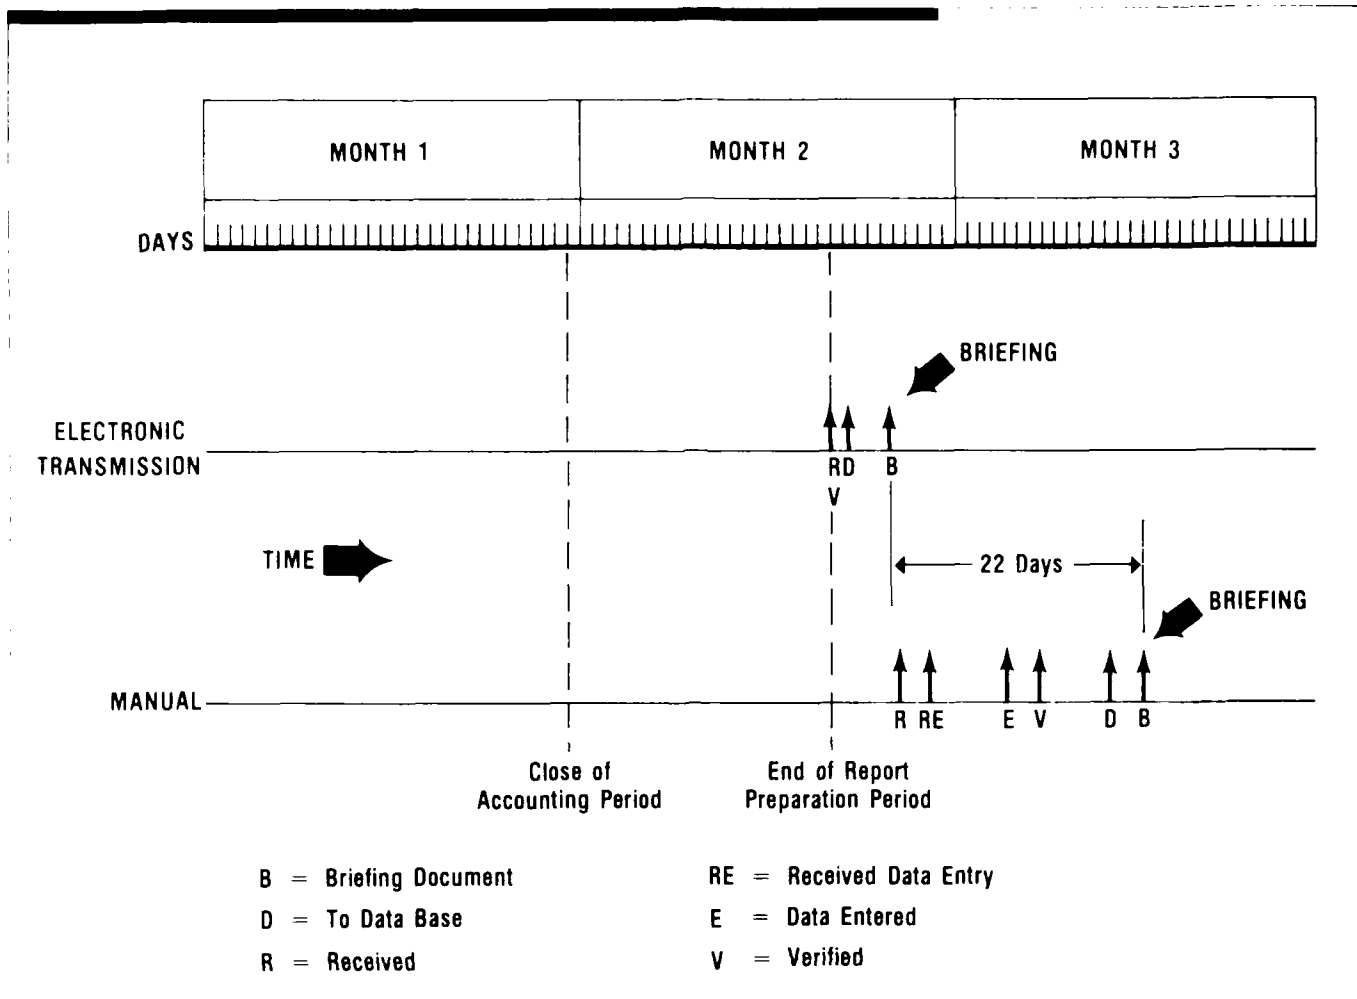 MONTH 1 MONTH 2 MONTH 3
DAYS
BRIEFING
ELECTRONIC
TRANSMISSION
RD B
V
TIME
22 Days
BRIEFING
MANUAL
R RE E V D B
Close of End of Report
Accounting Period Preparation Period
B = Briefing Document RE = Received Data Entry
D = To Data Base E = Data Entered
R = Received V = Verified